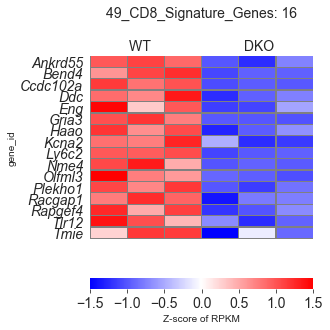 49_CD8_Signature_Genes: 16
WT DKO
Ankrd55
Bend4
Ccdc102a
Ddc
Eng
Gria3
Haao
Kcna2
Ly6c2
Nme4
Olfml3
Plekho1
Racgap1
Rapgef4
Tlr12
Tmie
gene_id
-1.5 -1.0 -0.5 0.0 0.5 1.0 1.5
Z-score of RPKM